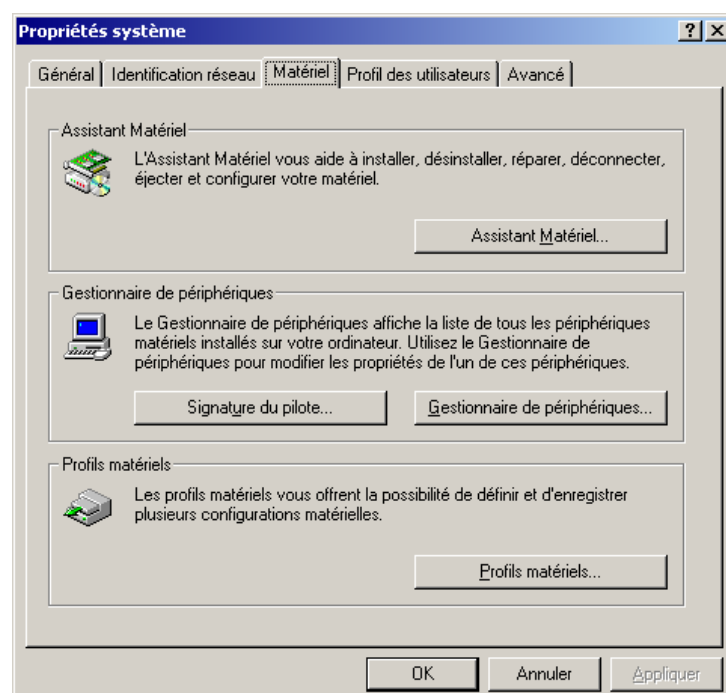 Propriétés système
Général Identification réseau Matériel Profil des utilisateurs Avancé
Assistant Matériel
L'Assistant Matériel vous aide à installer, désinstaller, réparer, déconnecter,
éjecter et configurer votre matériel.
Assistant Matériel...
Gestionnaire de périphériques
Le Gestionnaire de périphériques affiche la liste de tous les périphériques
matériels installés sur votre ordinateur. Utilisez le Gestionnaire de
périphériques pour modifier les propriétés de l'un de ces périphériques.
Signature du pilote... Gestionnaire de périphériques...
Profils matériels
Les profils matériels vous offrent la possibilité de définir et d'enregistrer
plusieurs configurations matérielles.
Profils matériels...
OK Annuler Appliquer